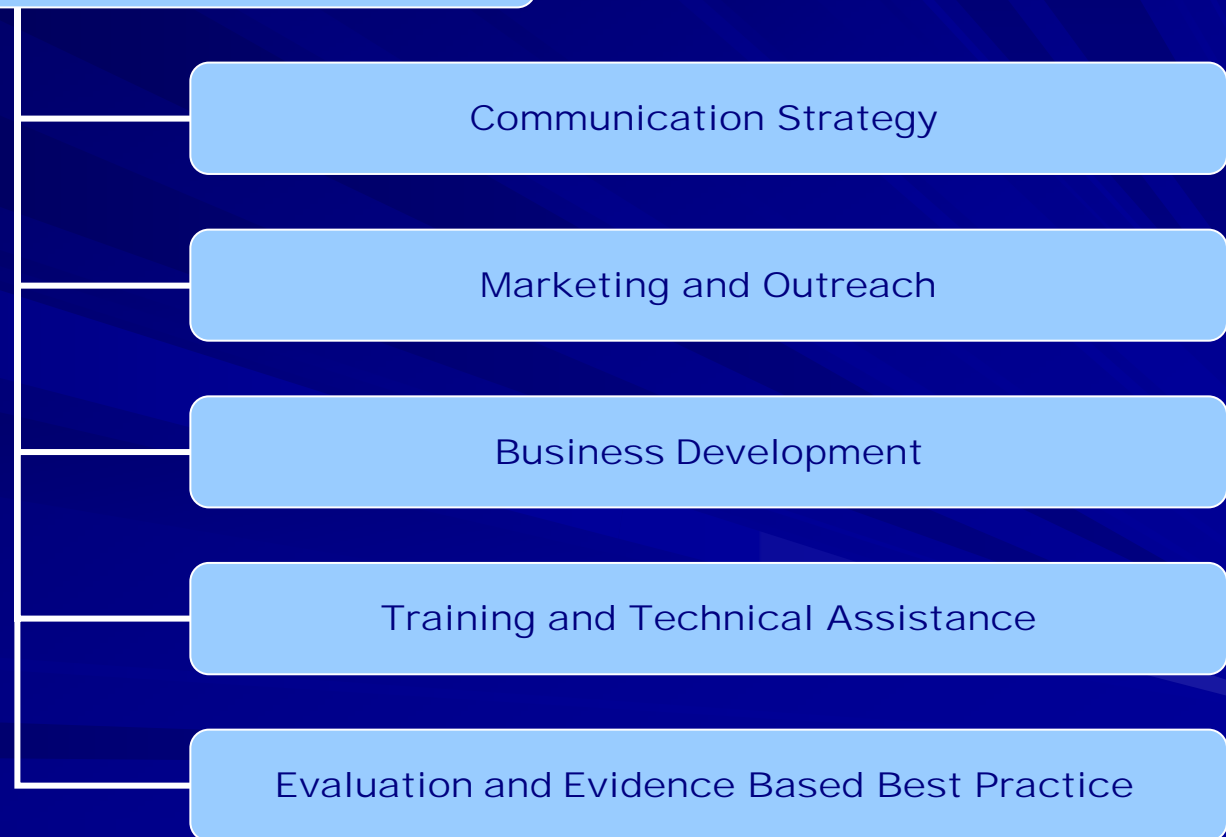 Communication Strategy
Marketing and Outreach
Business Development
Training and Technical Assistance
Evaluation and Evidence Based Best Practice